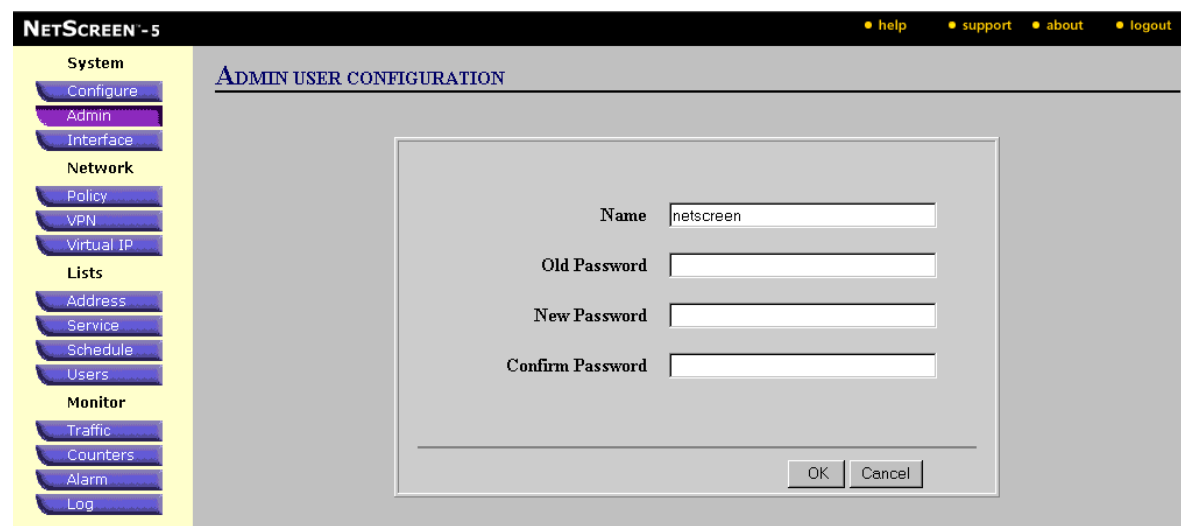 NETSCREEN™-5
help
support
about
logout
System
Configure
Admin
Interface
Network
Policy
VPN
Virtual IP
Lists
Address
Service
Schedule
Users
Monitor
Traffic
Counters
Alarm
Log
ADMIN USER CONFIGURATION
Name netscreen
Old Password
New Password
Confirm Password
OK Cancel